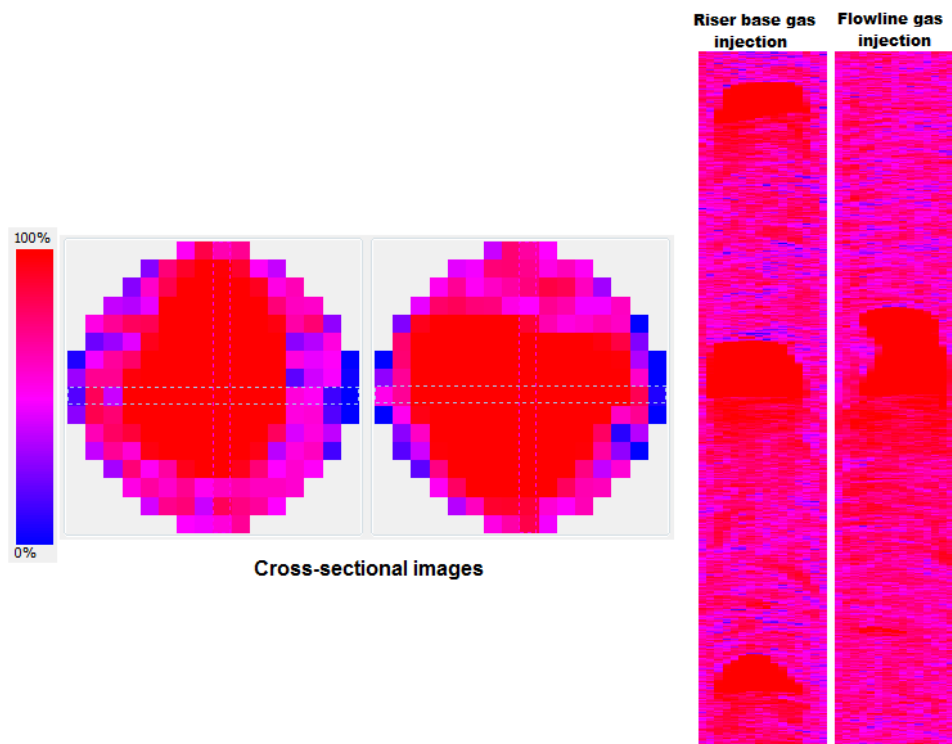 Riser base gas
injection
Flowline gas
injection
100%
0%
Cross-sectional images